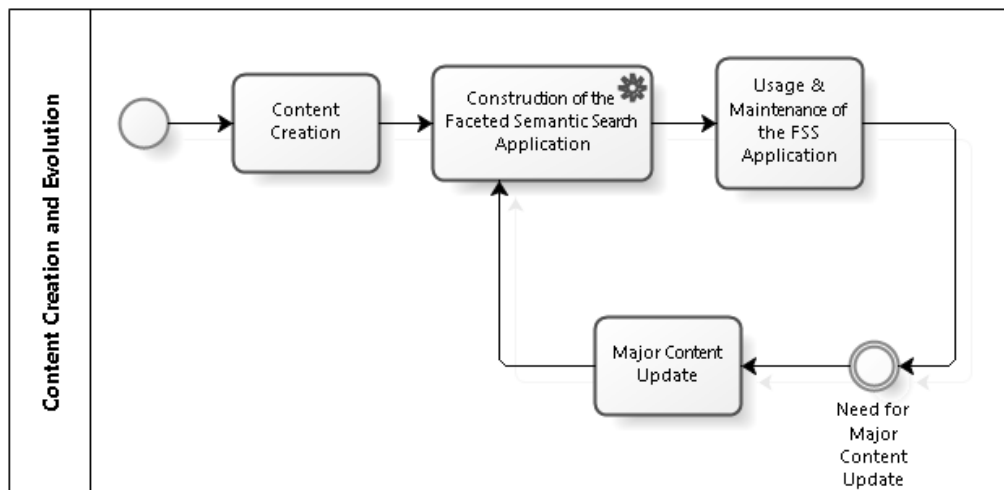 Content Creation and Evolution
Content
Creation
Construction of the
Faceted Semantic Search
Application
Usage &
Maintenance of
the FSS
Application
Major Content
Update
Need for
Major
Content
Update